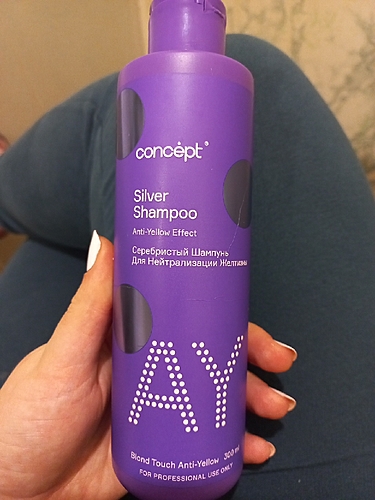 concept®
Silver
Shampoo
Anti-Yellow Effect
Серебристый Шампунь
Для Нейтрализации Желтизны
AY
Blond Touch Anti-Yellow 300 ml
FOR PROFESSIONAL USE ONLY